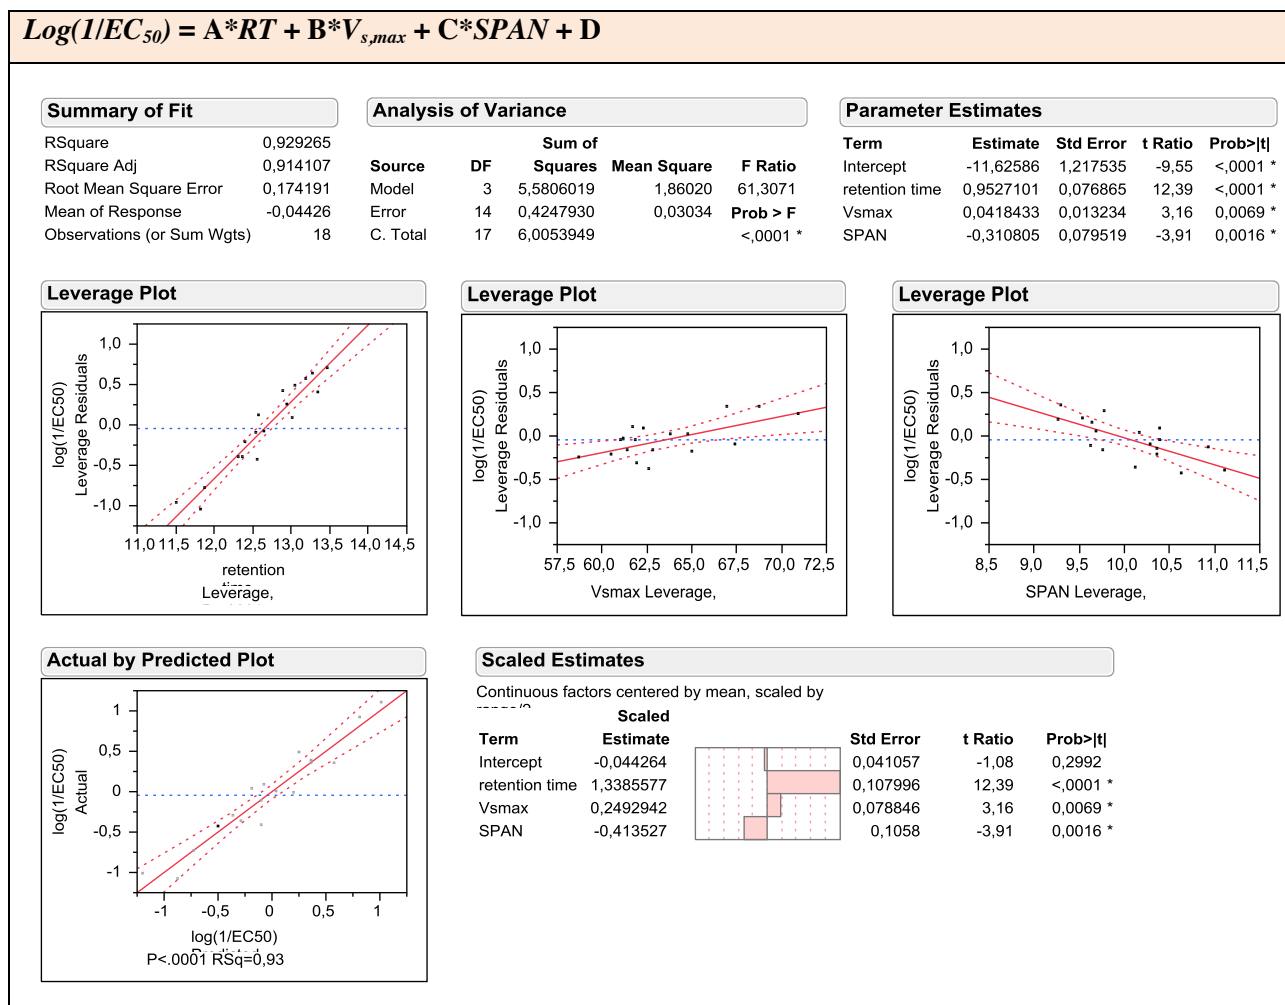 Log(1/EC50) = A*RT + B*Vs,max + C*SPAN + D
Summary of Fit
RSquare 0,929265
RSquare Adj 0,914107
Root Mean Square Error 0,174191
Mean of Response -0,04426
Observations (or Sum Wgts) 18
Analysis of Variance
Sum of
Source DF Squares Mean Square F Ratio
Model 3 5,5806019 1,86020 61,3071
Error 14 0,4247930 0,03034 Prob > F
C. Total 17 6,0053949 <,0001 *
Parameter Estimates
Term Estimate Std Error t Ratio Prob>|t|
Intercept -11,62586 1,217535 -9,55 <,0001 *
retention time 0,9527101 0,076865 12,39 <,0001 *
Vsmax 0,0418433 0,013234 3,16 0,0069 *
SPAN -0,310805 0,079519 -3,91 0,0016 *
Leverage Plot
log(1/EC50)
Leverage Residuals
1,0
0,5
0,0
-0,5
-1,0
11,0 11,5 12,0 12,5 13,0 13,5 14,0 14,5
retention
Leverage,
Leverage Plot
log(1/EC50)
Leverage Residuals
1,0
0,5
0,0
-0,5
-1,0
57,5 60,0 62,5 65,0 67,5 70,0 72,5
Vsmax Leverage,
Leverage Plot
log(1/EC50)
Leverage Residuals
1,0
0,5
0,0
-0,5
-1,0
8,5 9,0 9,5 10,0 10,5 11,0 11,5
SPAN Leverage,
Actual by Predicted Plot
log(1/EC50)
Actual
1
0,5
0
-0,5
-1
-1 -0,5 0 0,5 1
log(1/EC50)
P<.0001 RSq=0,93
Scaled Estimates
Continuous factors centered by mean, scaled by
Scaled
Term Estimate Std Error t Ratio Prob>|t|
Intercept -0,044264 0,041057 -1,08 0,2992
retention time 1,3385577 0,107996 12,39 <,0001 *
Vsmax 0,2492942 0,078846 3,16 0,0069 *
SPAN -0,413527 0,1058 -3,91 0,0016 *